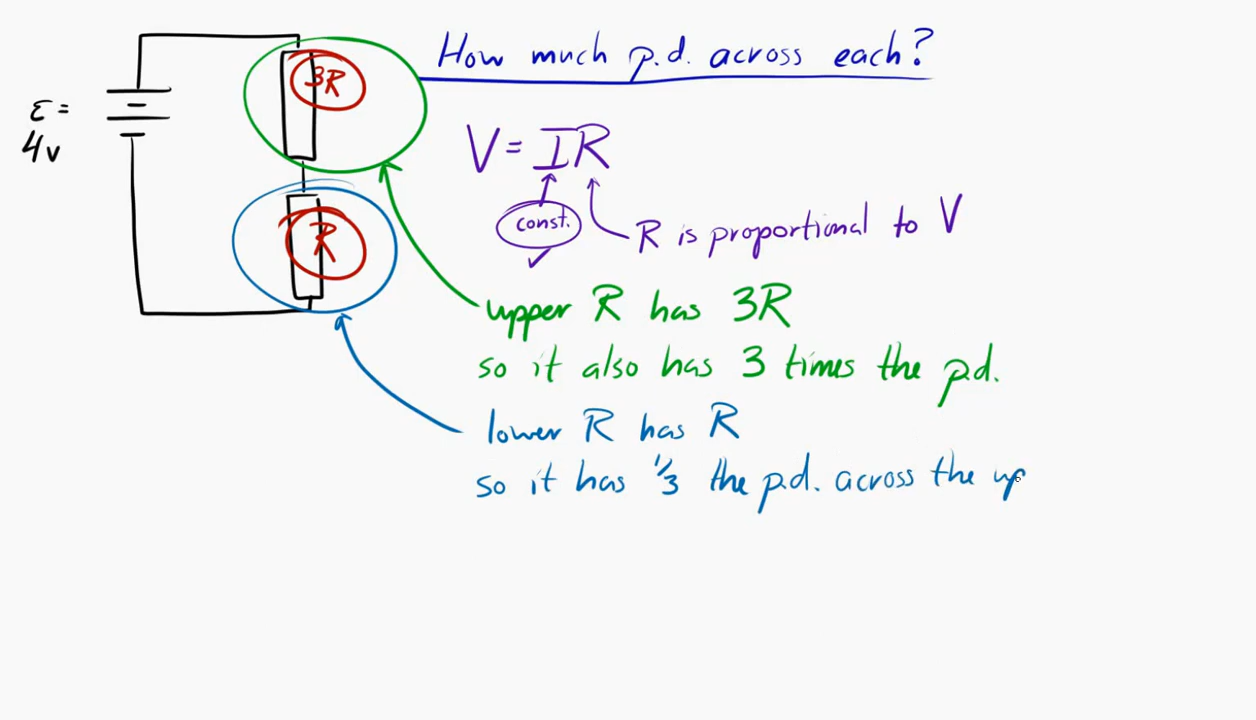 How much p.d. across each?
3R
ε =
4v
V = IR
const.
R is proportional to V
R
upper R has 3R
so it also has 3 times the p.d.
lower R has R
so it has 1/3 the p.d. across the up